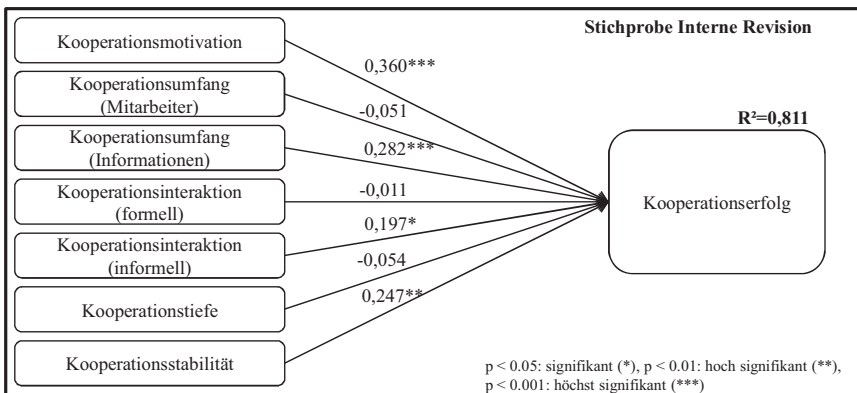 Stichprobe Interne Revision
Kooperationsmotivation
0,360***
Kooperationsumfang
(Mitarbeiter)
-0,051
Kooperationsumfang
(Informationen)
0,282***
Kooperationsinteraktion
(formell)
-0,011
Kooperationsinteraktion
(informell)
0,197*
Kooperationstiefe
-0,054
Kooperationsstabilität
0,247**
R²=0,811
Kooperationserfolg
p < 0.05: signifikant (*), p < 0.01: hoch signifikant (**),
p < 0.001: höchst signifikant (***)